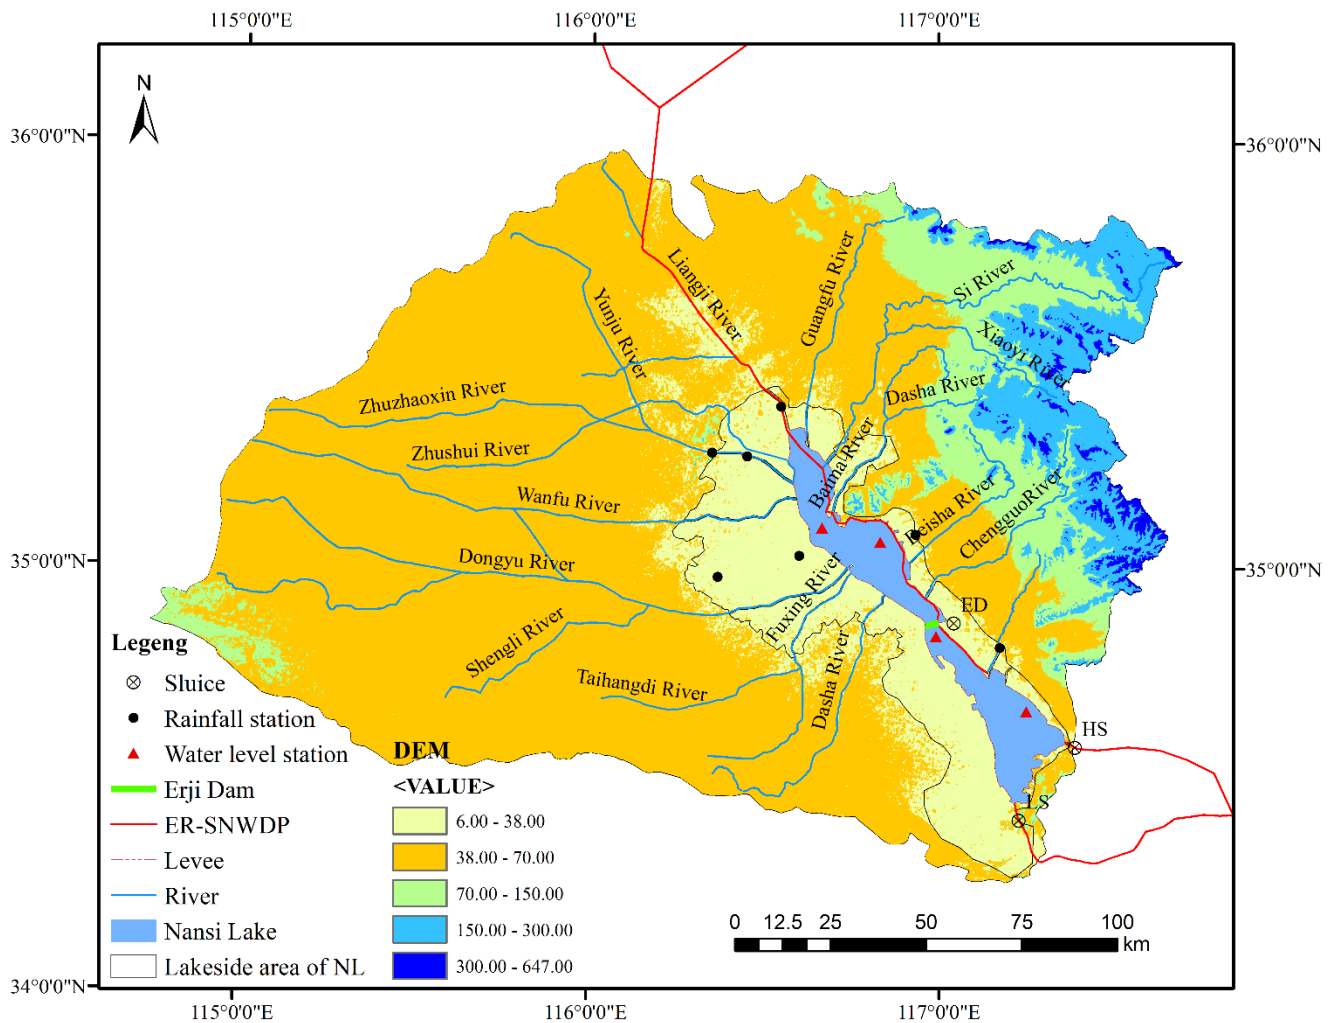 115°0'0"E
116°0'0"E
117°0'0"E
N
36°0'0"N
36°0'0"N
Liangji River
Guangfu River
Si River
Yunju River
Xiaoyi River
Zhuzhaoxin River
Dasha River
Zhushui River
Baima River
Wanfu River
Beisha River
ChengguoRiver
35°0'0"N
35°0'0"N
Dongyu River
Fuxing River
ED
Shengli River
Taihangdi River
Dasha River
HS
LS
Legeng
Sluice
Rainfall station
Water level station
Erji Dam
ER-SNWDP
Levee
River
Nansi Lake
Lakeside area of NL
DEM
<VALUE>
6.00 - 38.00
38.00 - 70.00
70.00 - 150.00
150.00 - 300.00
300.00 - 647.00
0 12.5 25 50 75 100
km
34°0'0"N
34°0'0"N
115°0'0"E
116°0'0"E
117°0'0"E